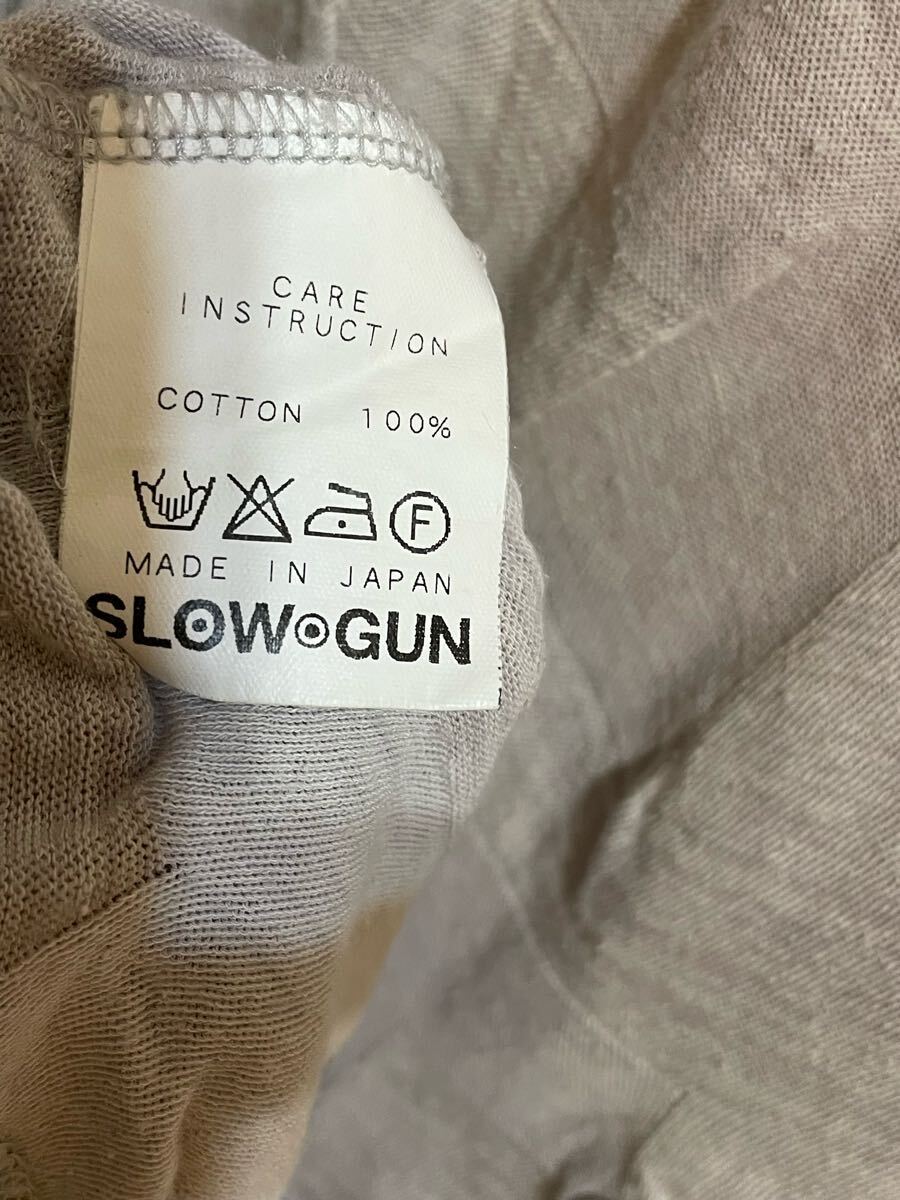 CARE
INSTRUCTION
COTTON 100%
F
MADE IN JAPAN
SLOW GUN